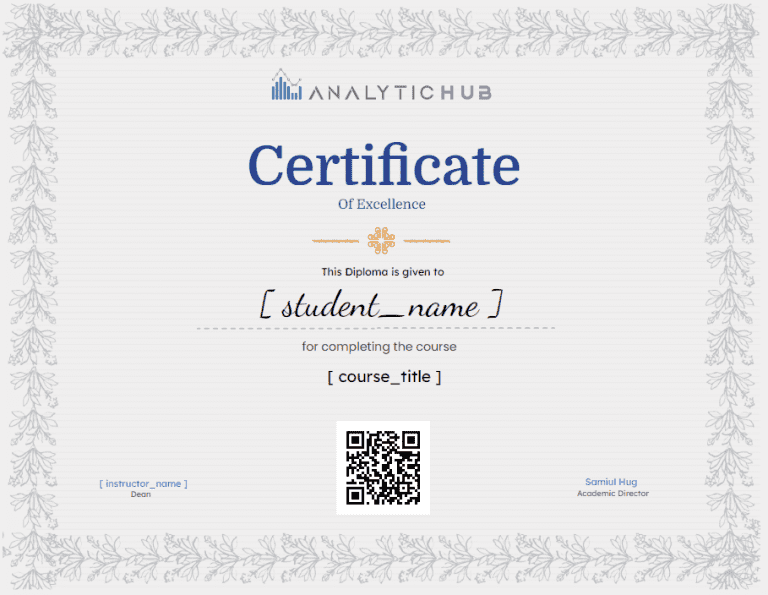 ANALYTICHUB
Certificate
Of Excellence
This Diploma is given to
[ student_name ]
for completing the course
[ course_title ]
[ instructor_name ]
Dean
Samiul Hug
Academic Director